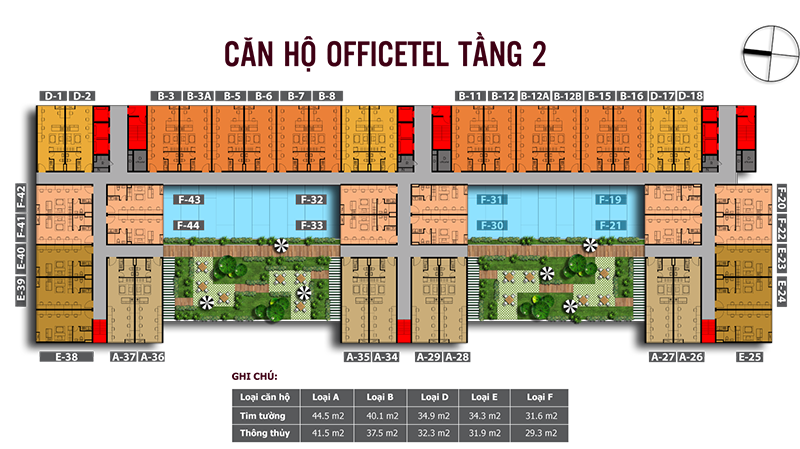 CĂN HỘ OFFICETEL TẦNG 2
D-1 D-2 B-3 B-3A B-5 B-6 B-7 B-8 B-11 B-12 B-12A B-12B B-15 B-16 D-17 D-18
F-42 F-43 F-32 F-31 F-19 F-20
F-41 F-44 F-33 F-30 F-21 F-22
E-40 E-23
E-39 E-24
E-38 A-37 A-36 A-35 A-34 A-29 A-28 A-27 A-26 E-25
GHI CHÚ:
Loại căn hộ Loại A Loại B Loại D Loại E Loại F
Tim tường 44.5 m2 40.1 m2 34.9 m2 34.3 m2 31.6 m2
Thông thủy 41.5 m2 37.5 m2 32.3 m2 31.9 m2 29.3 m2